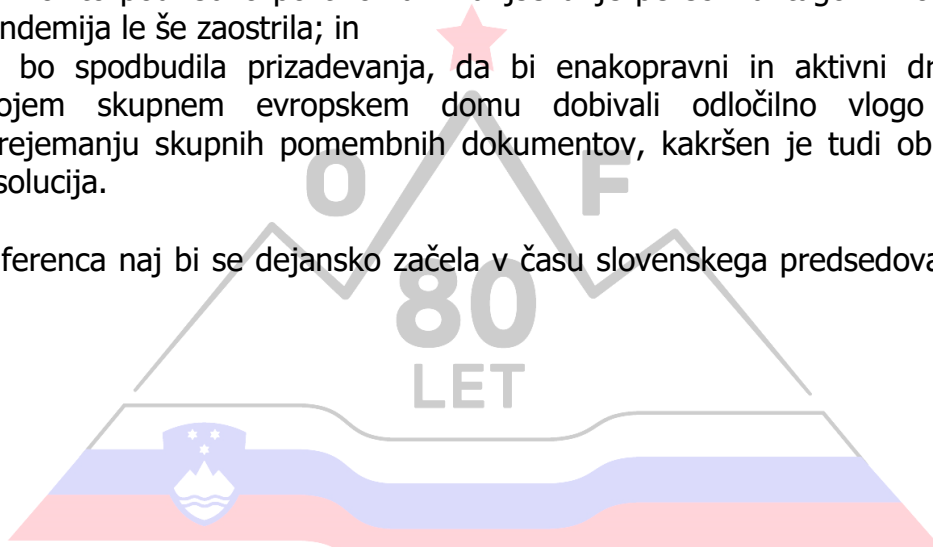 ndemija le še zaostrila; in
bo spodbudila prizadevanja, da bi enakopravni in aktivni dr
ojem skupnem evropskem domu dobivali odločilno vlogo
rejemanju skupnih pomembnih dokumentov, kakršen je tudi ob
solucija.
O F
ferenca naj bi se dejansko začela v času slovenskega predsedova
80
LET